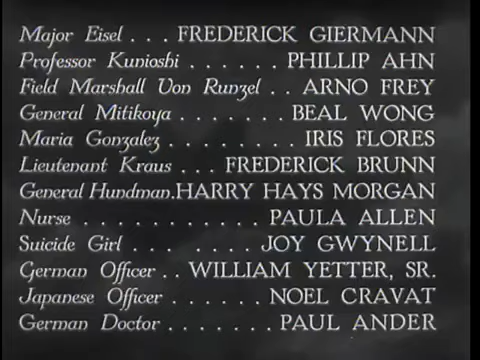 Major Eisel . . . FREDERICK GIERMANN
Professor Kunioshi . . . . . . PHILLIP AHN
Field Marshall Von Runzel . . ARNO FREY
General Mitikoya . . . . . . . BEAL WONG
Maria Gonzalez . . . . . . . . IRIS FLORES
Lieutenant Kraus . . . FREDERICK BRUNN
General Hundman.HARRY HAYS MORGAN
Nurse . . . . . . . . . . . PAULA ALLEN
Suicide Girl . . . . . . . JOY GWYNELL
German Officer . . WILLIAM YETTER, SR.
Japanese Officer . . . . . . NOEL CRAVAT
German Doctor . . . . . . . PAUL ANDER